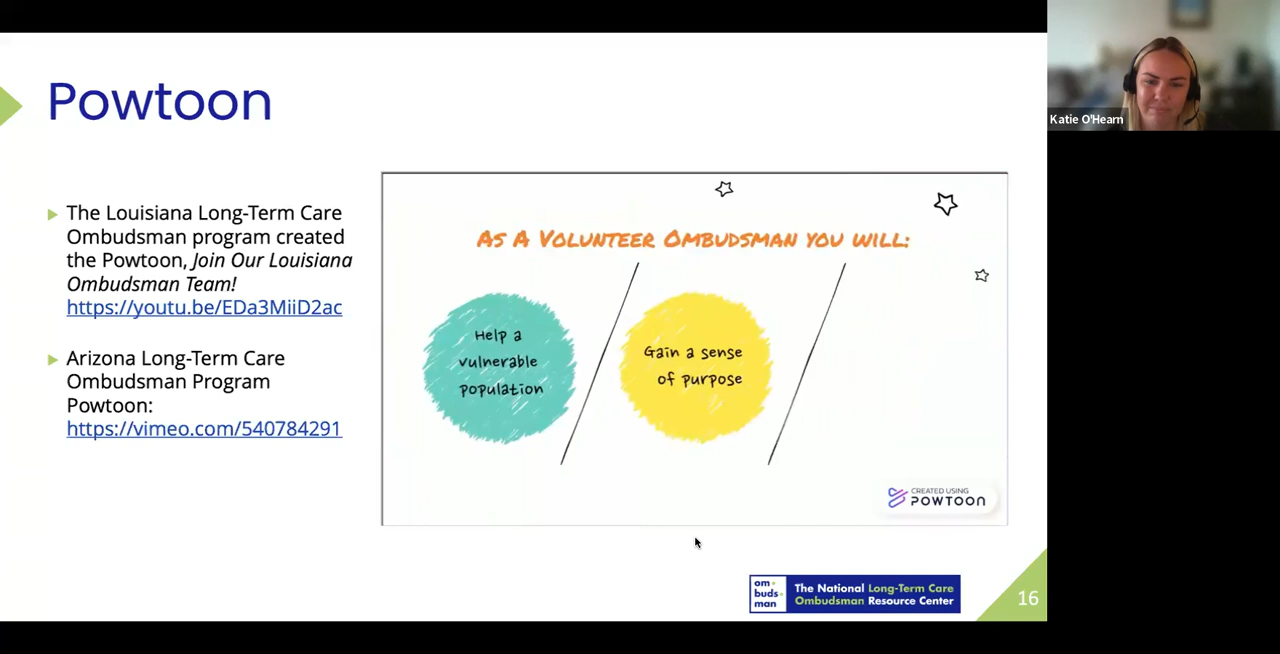 Powtoon
The Louisiana Long-Term Care
Ombudsman program created
the Powtoon, Join Our Louisiana
Ombudsman Team!
https://youtu.be/EDa3MiiD2ac
Arizona Long-Term Care
Ombudsman Program
Powtoon:
https://vimeo.com/540784291
AS A VOLUNTEER OMBUDSMAN YOU WILL:
Help a
vulnerable
population
Gain a sense
of purpose
CREATED USING
POWTOON
om
buds
man
The National Long-Term Care
Ombudsman Resource Center
16
Katie O'Hearn